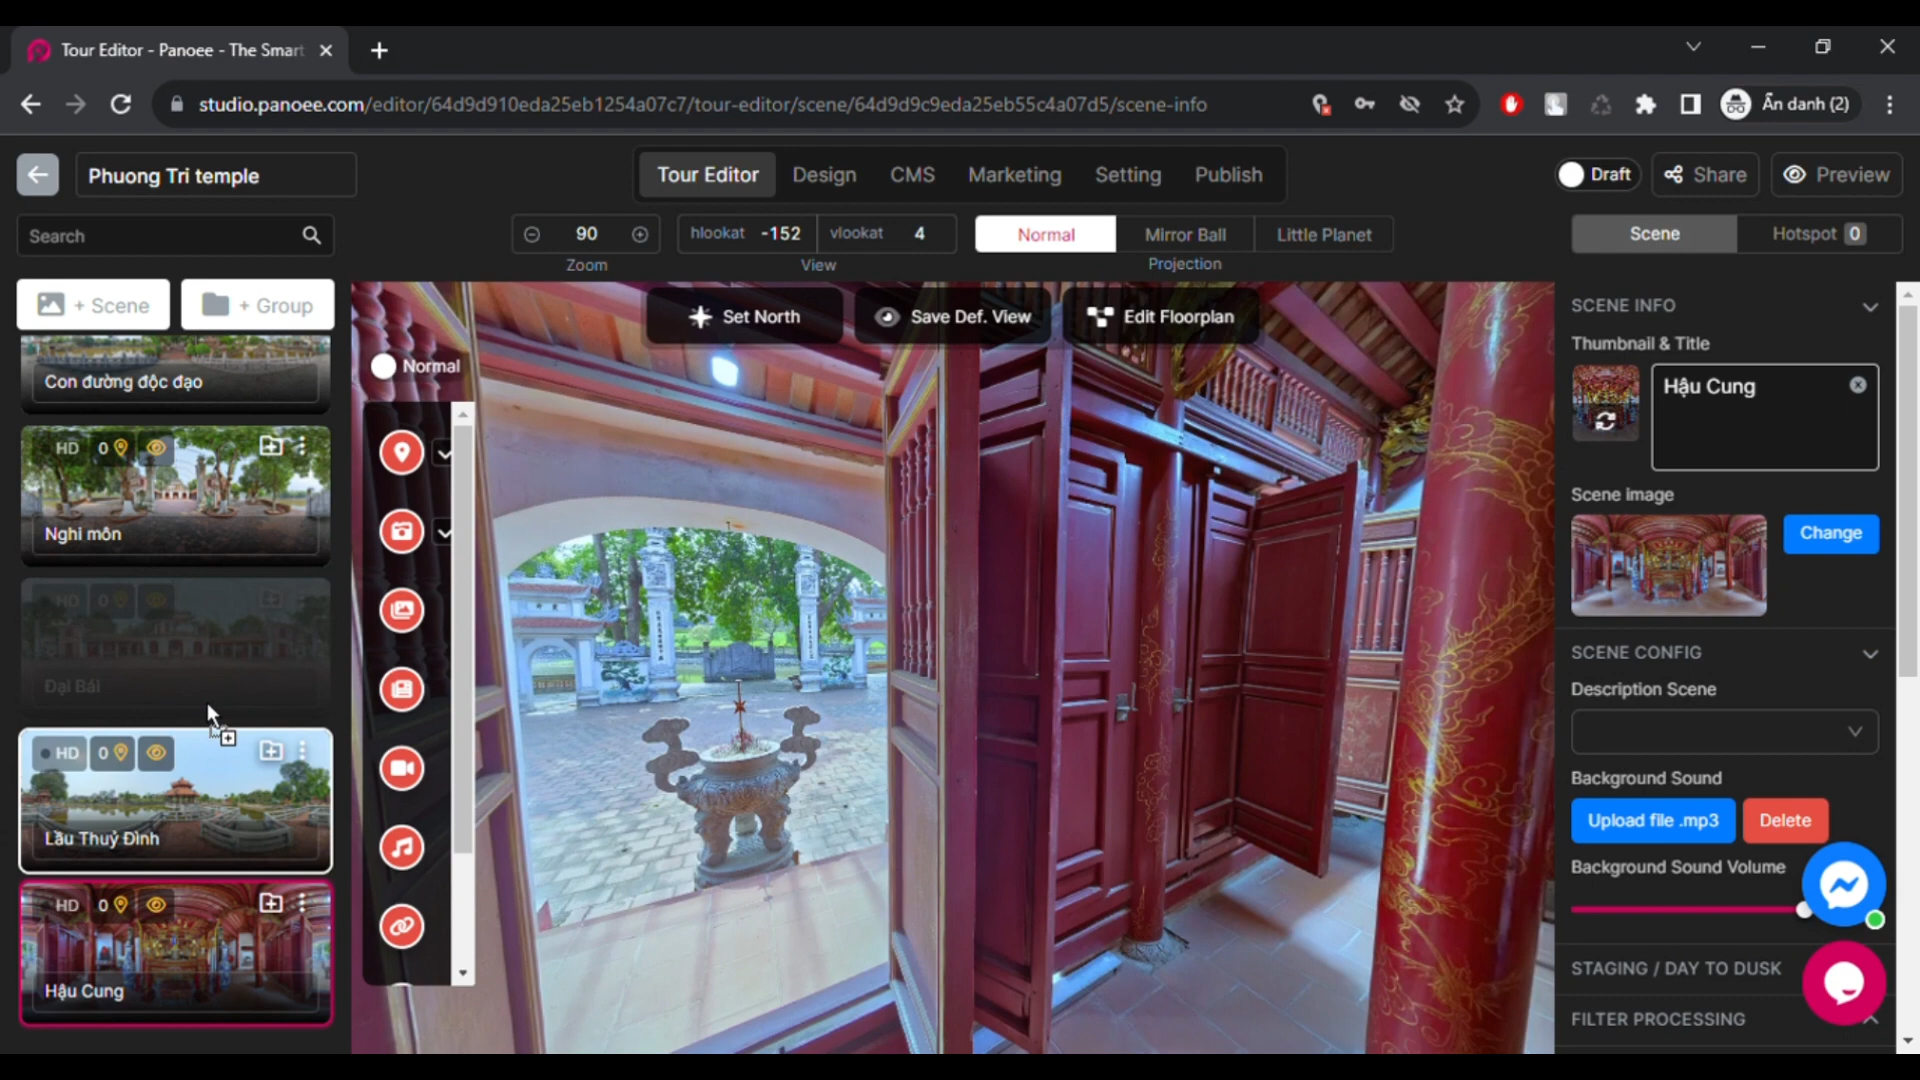 Tour Editor - Panoee - The Smart
studio.panoee.com/editor/64d9d910eda25eb1254a07c7/tour-editor/scene/64d9d9c9eda25eb55c4a07d5/scene-info
Ẩn danh (2)
Phuong Tri temple
Tour Editor
Design
CMS
Marketing
Setting
Publish
Draft
Share
Preview
Search
90
Zoom
hlookat -152
vlookat 4
View
Normal
Mirror Ball
Little Planet
Projection
Scene
Hotspot 0
+ Scene
+ Group
Con đường độc đạo
HD 0
Nghi môn
HD 0
Đại Bái
HD 0
Lầu Thuỷ Đình
HD 0
Hậu Cung
Set North
Save Def. View
Edit Floorplan
Normal
SCENE INFO
Thumbnail & Title
Hậu Cung
Scene image
Change
SCENE CONFIG
Description Scene
Background Sound
Upload file .mp3
Delete
Background Sound Volume
STAGING / DAY TO DUSK
FILTER PROCESSING